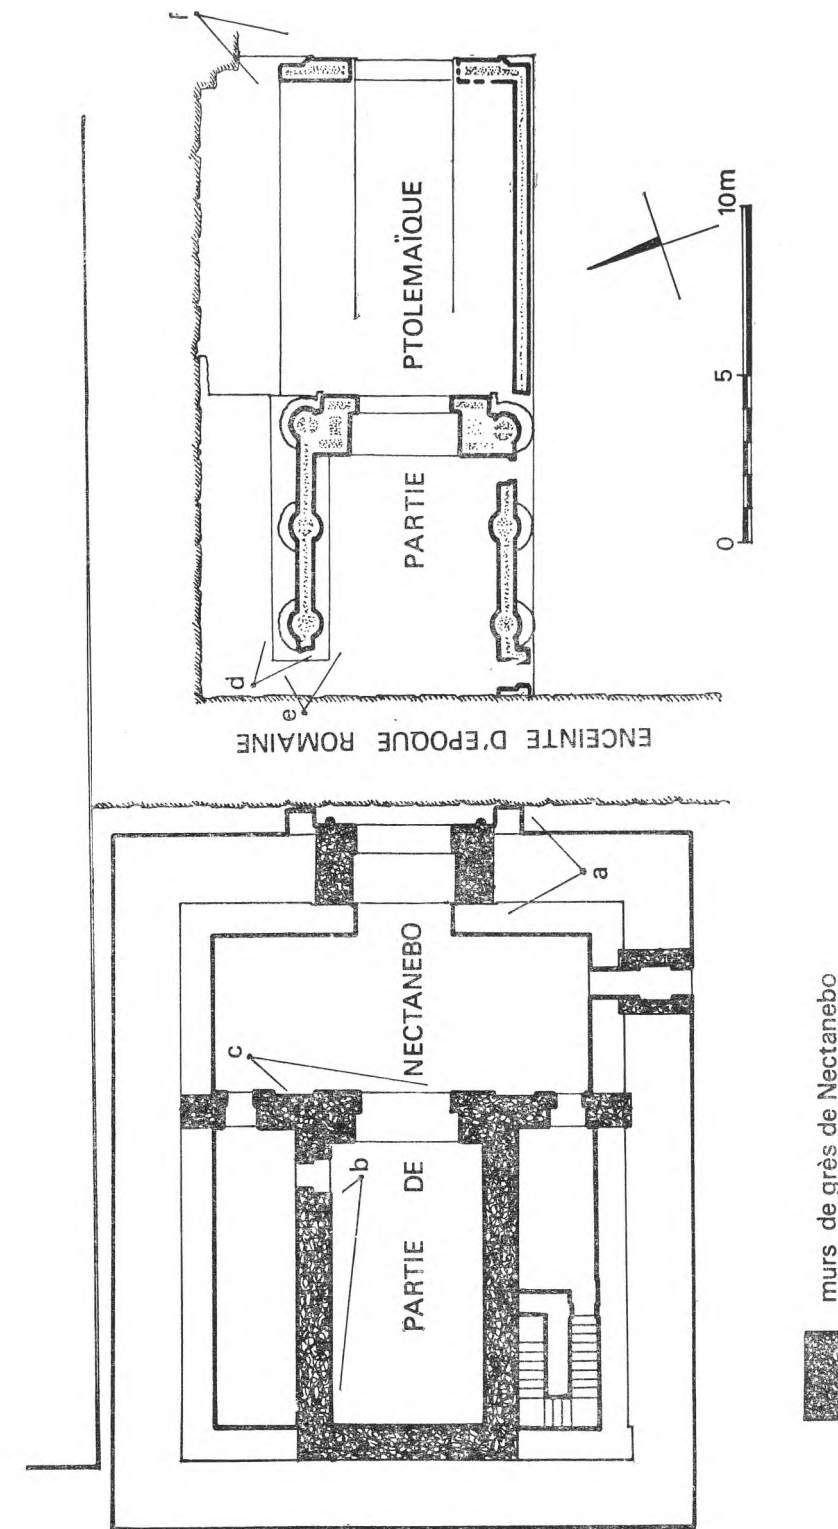 PARTIE DE NECTANEBO
PARTIE PTOLEMAÏQUE
ENCEINTE D'EPOQUE ROMAINE
a
b
c
d
e
F
0 5 10m
murs de grès de Nectanebo